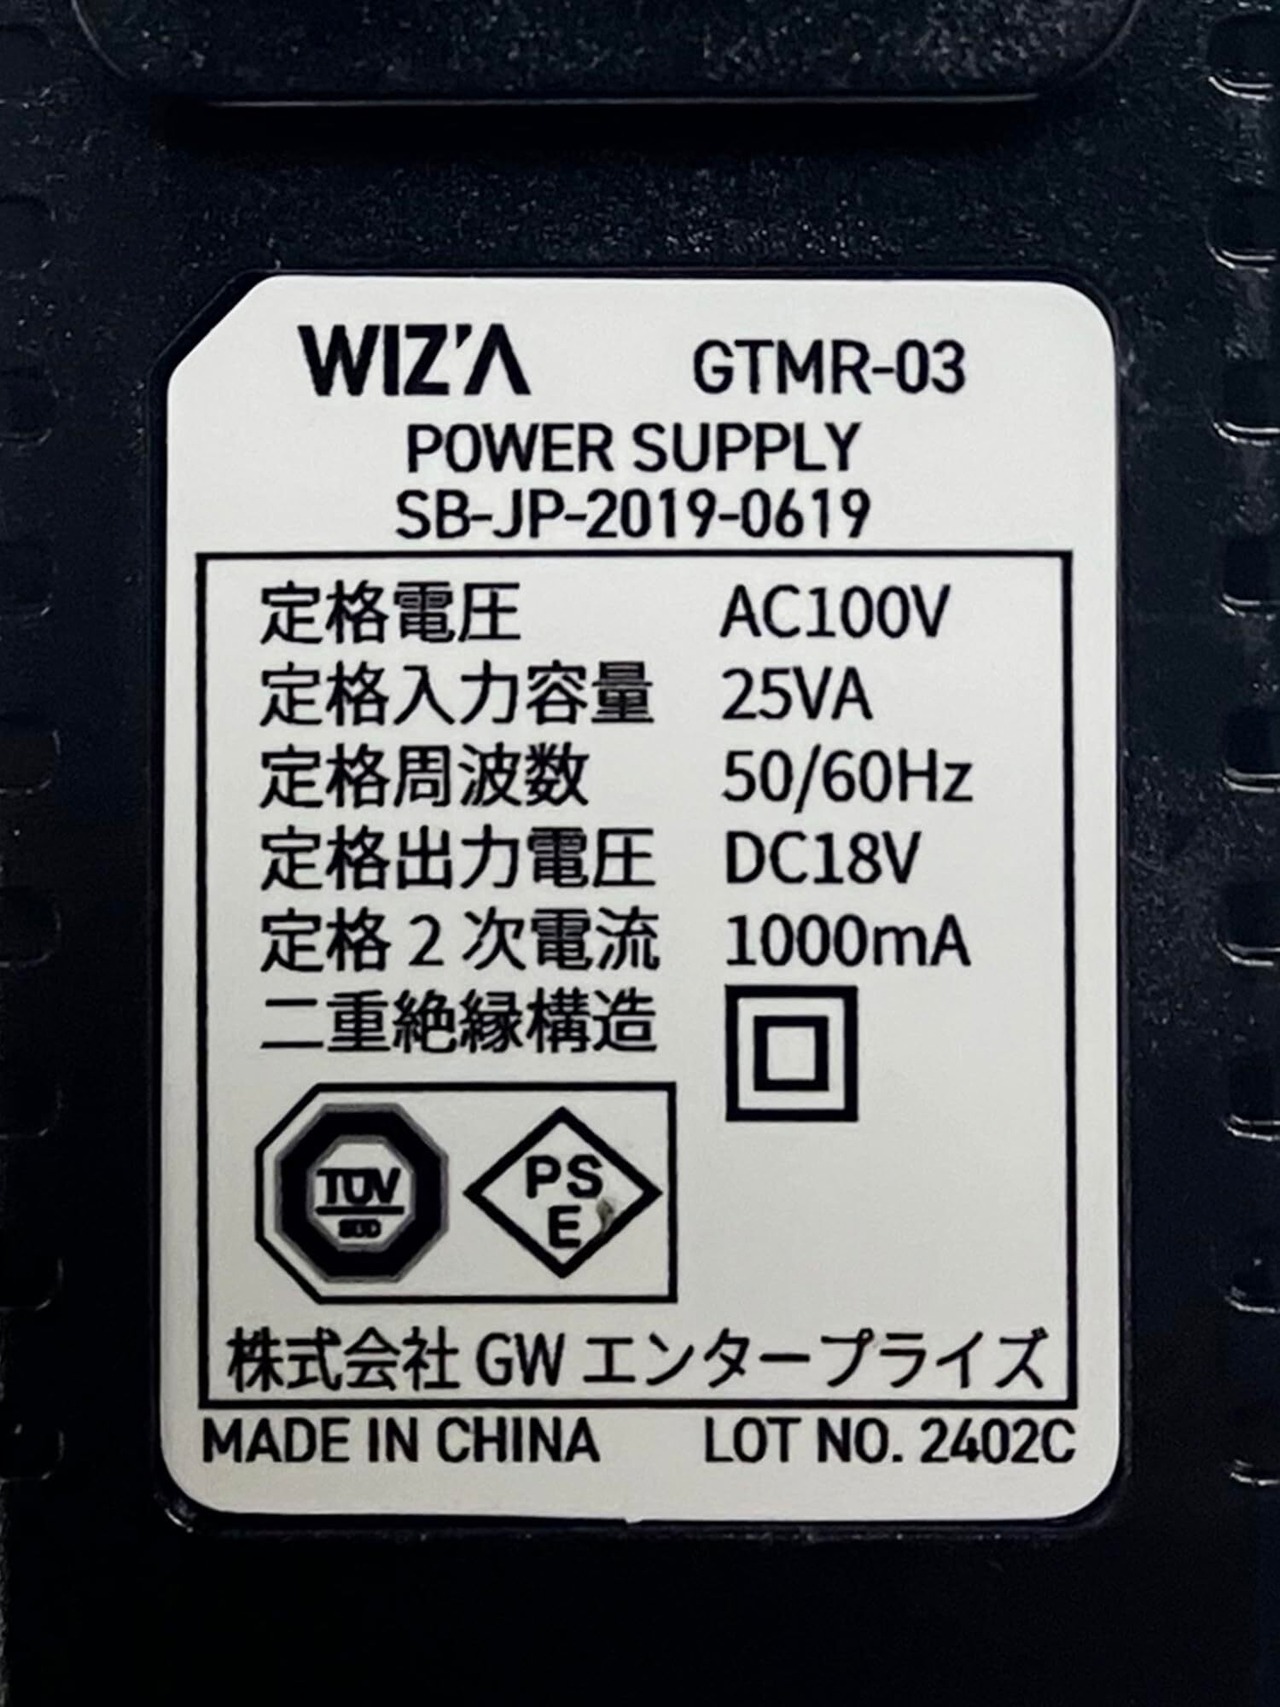 WIZ'A GTMR-03
POWER SUPPLY
SB-JP-2019-0619
定格電圧 AC100V
定格入力容量 25VA
定格周波数 50/60Hz
定格出力電圧 DC18V
定格2次電流 1000mA
二重絶縁構造
TÜV
SÜD
PS
E
株式会社GWエンタープライズ
MADE IN CHINA LOT NO. 2402C